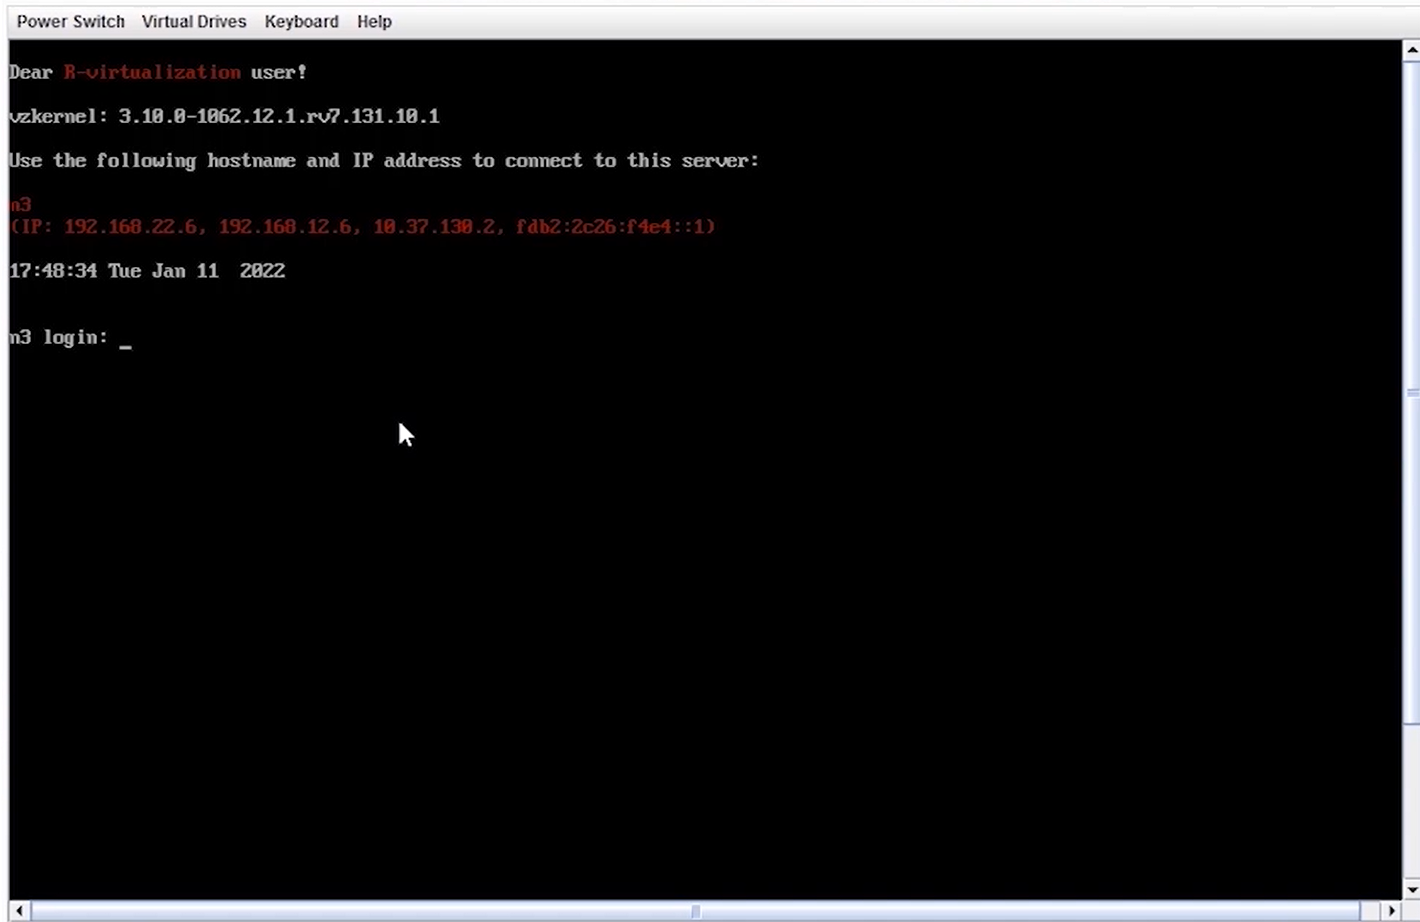 Power Switch Virtual Drives Keyboard Help
Dear R-virtualization user!
vzkernel: 3.10.0-1062.12.1.rv7.131.10.1
Use the following hostname and IP address to connect to this server:
n3
(IP: 192.168.22.6, 192.168.12.6, 10.37.130.2, fdb2:2c26:f4e4::1)
17:48:34 Tue Jan 11 2022
n3 login: _